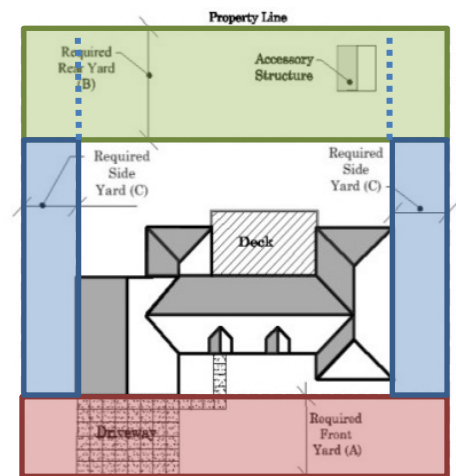 Property Line
Required
Rear Yard
(B)
Accessory
Structure
Required
Side
Yard (C)
Required
Side
Yard (C)
Deck
Driveway
Required
Front
Yard (A)